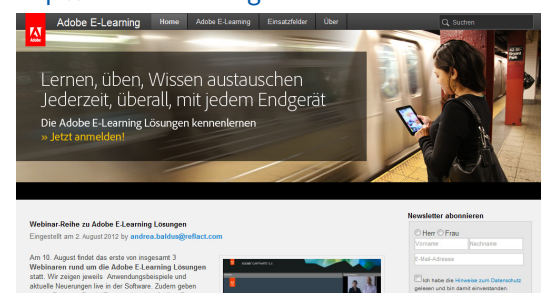 Adobe E-Learning Home Adobe E-Learning Einsatzfelder Über Suchen
Adobe
Lernen, üben, Wissen austauschen
Jederzeit, überall, mit jedem Endgerät
Die Adobe E-Learning Lösungen kennenlernen
» Jetzt anmelden!
Webinar-Reihe zu Adobe E-Learning Lösungen
Eingestellt am 2. August 2012 by andrea.baldus@reflact.com
Am 10. August findet das erste von insgesamt 3
Webinaren rund um die Adobe E-Learning Lösungen
statt. Wir zeigen jeweils Anwendungsbeispiele und
aktuelle Neuerungen live in der Software. Zudem geben
Newsletter abonnieren
Herr Frau
Vorname Nachname
E-Mail-Adresse
Ich habe die Hinweise zum Datenschutz
gelesen und bin damit einverstanden.